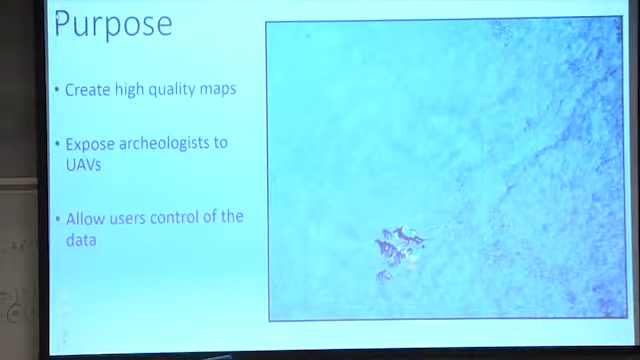 Purpose
• Create high quality maps
• Expose archeologists to
UAVs
• Allow users control of the
data